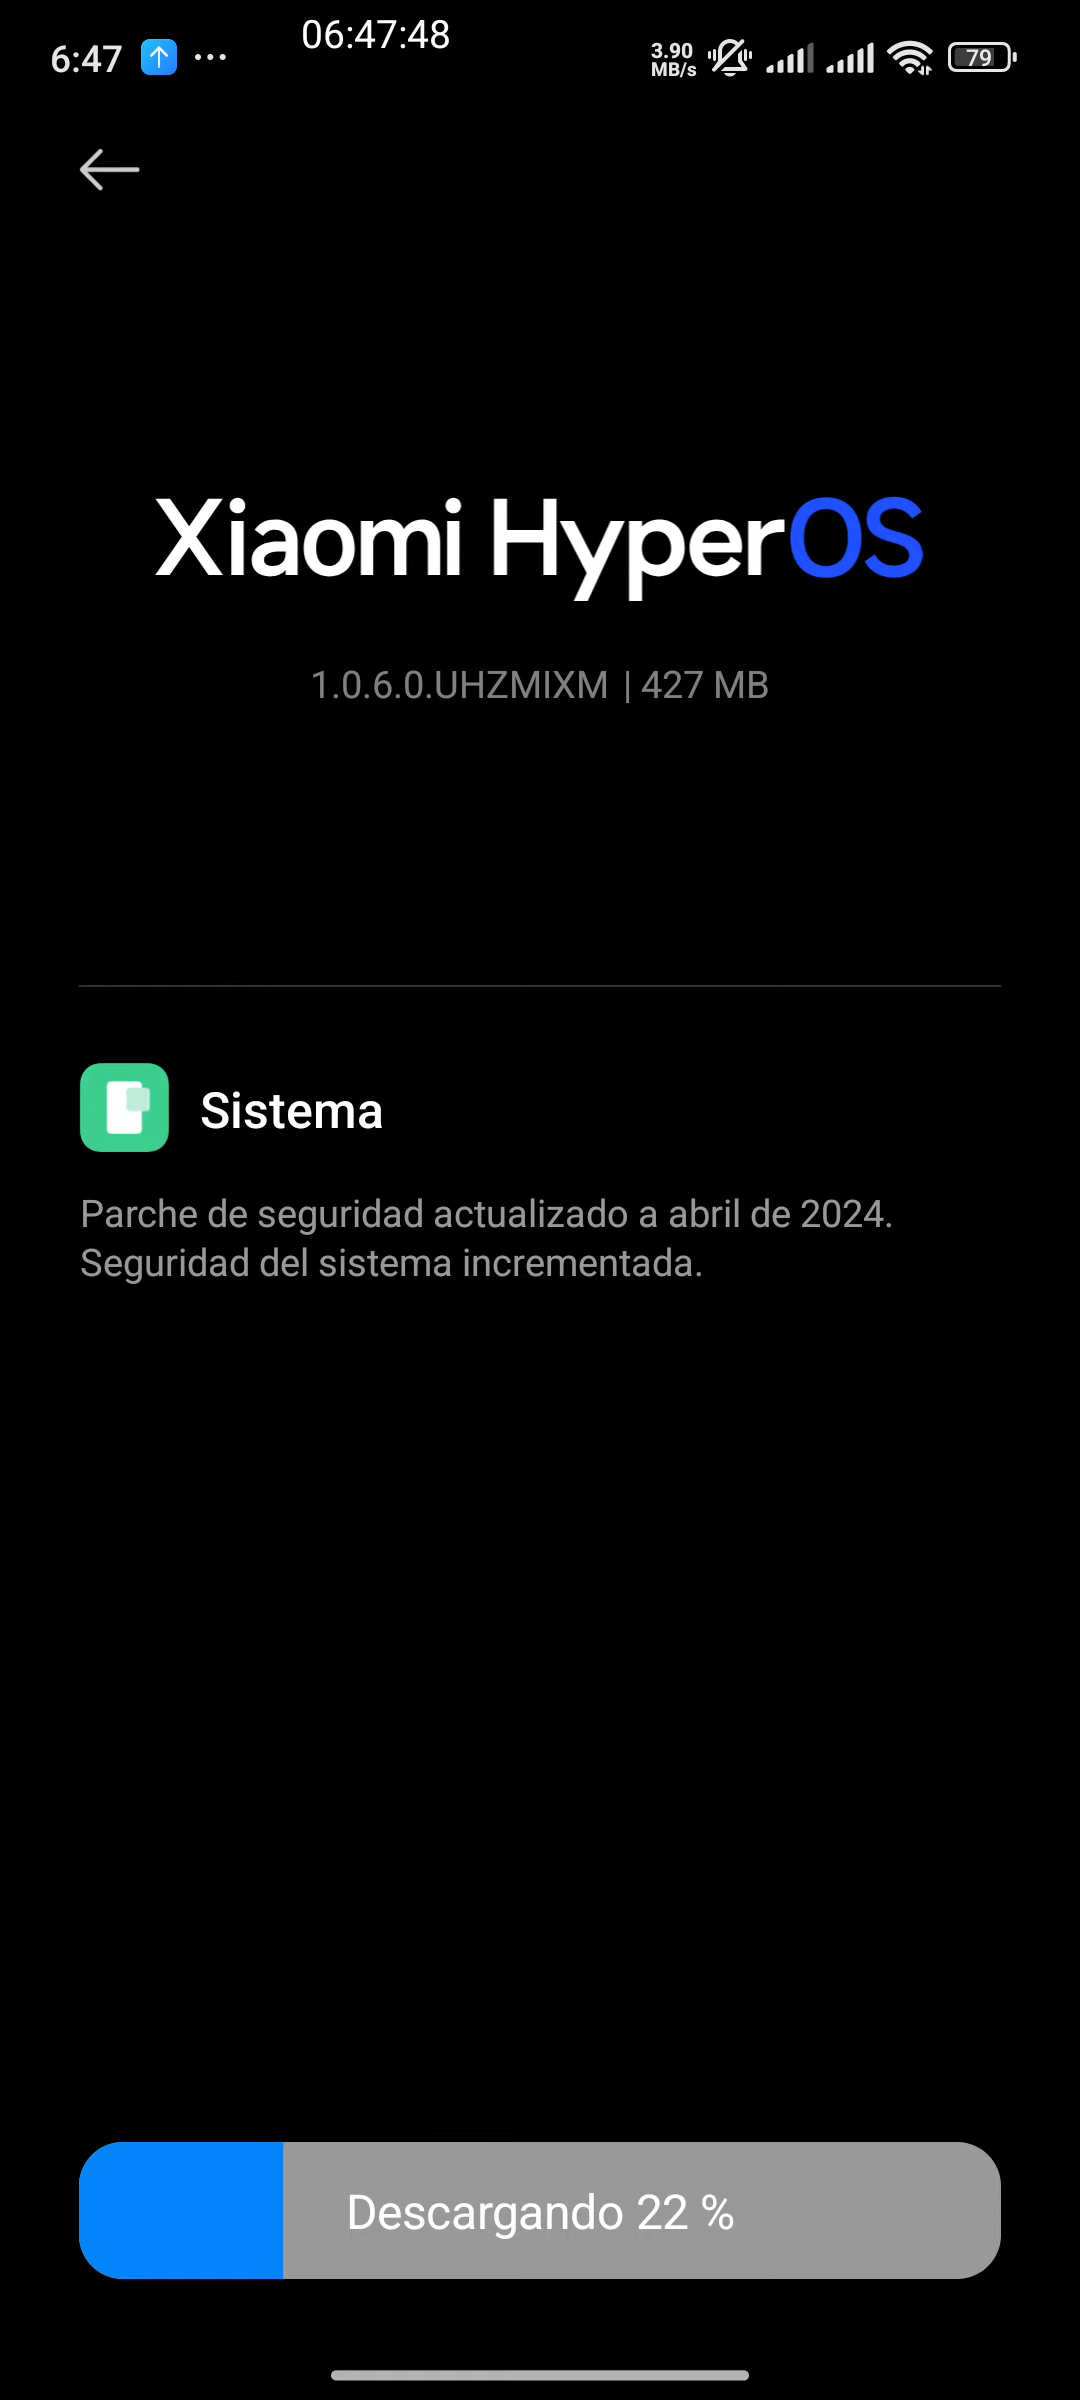 6:47 ... 06:47:48 3.90 MB/s 79
Xiaomi HyperOS
1.0.6.0.UHZMIXM | 427 MB
Sistema
Parche de seguridad actualizado a abril de 2024.
Seguridad del sistema incrementada.
Descargando 22 %